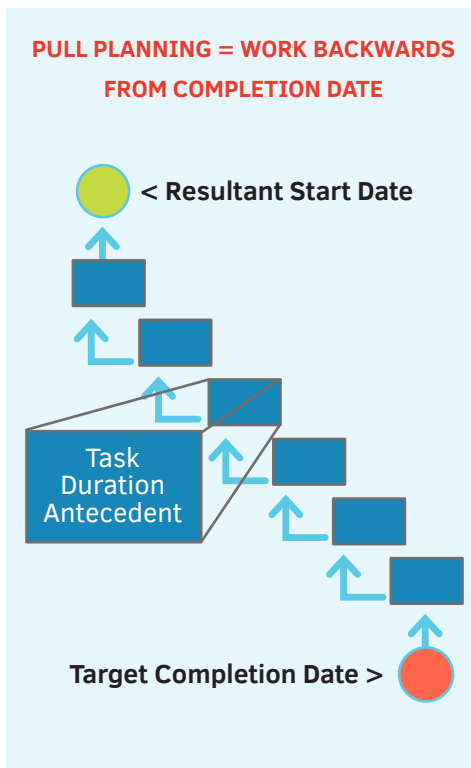 PULL PLANNING = WORK BACKWARDS
FROM COMPLETION DATE
< Resultant Start Date
Task
Duration
Antecedent
Target Completion Date >